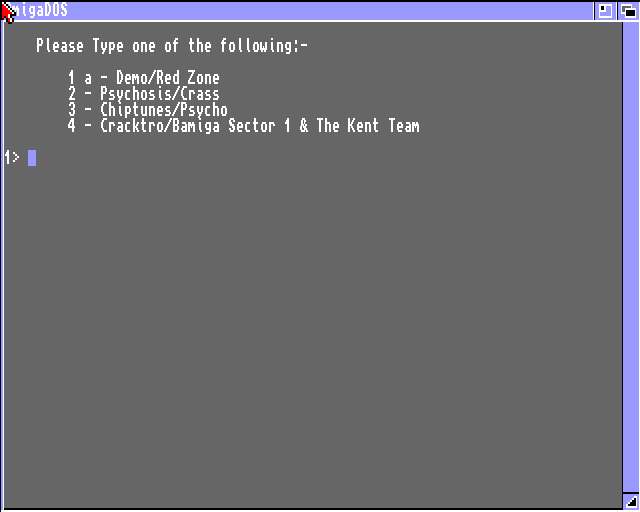 AmigaDOS
Please Type one of the following:-
1 a - Demo/Red Zone
2 - Psychosis/Crass
3 - Chiptunes/Psycho
4 - Cracktro/Bamiga Sector 1 & The Kent Team
1>